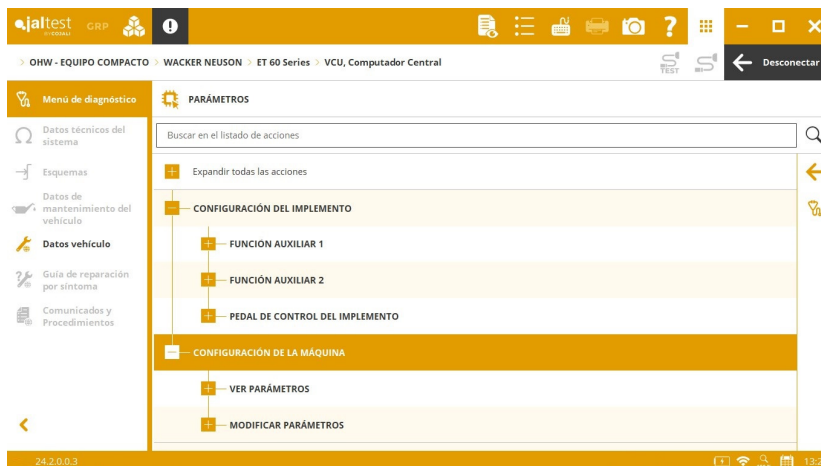 jaltest GRP
BY COJALI
TEST
OHW - EQUIPO COMPACTO > WACKER NEUSON > ET 60 Series > VCU, Computador Central
Desconectar
Menú de diagnóstico
PARÁMETROS
Datos técnicos del
sistema
Esquemas
Datos de
mantenimiento del
vehículo
Datos vehículo
Guía de reparación
por síntoma
Comunicados y
Procedimientos
Buscar en el listado de acciones
Expandir todas las acciones
CONFIGURACIÓN DEL IMPLEMENTO
FUNCIÓN AUXILIAR 1
FUNCIÓN AUXILIAR 2
PEDAL DE CONTROL DEL IMPLEMENTO
CONFIGURACIÓN DE LA MÁQUINA
VER PARÁMETROS
MODIFICAR PARÁMETROS
24.2.0.0.3